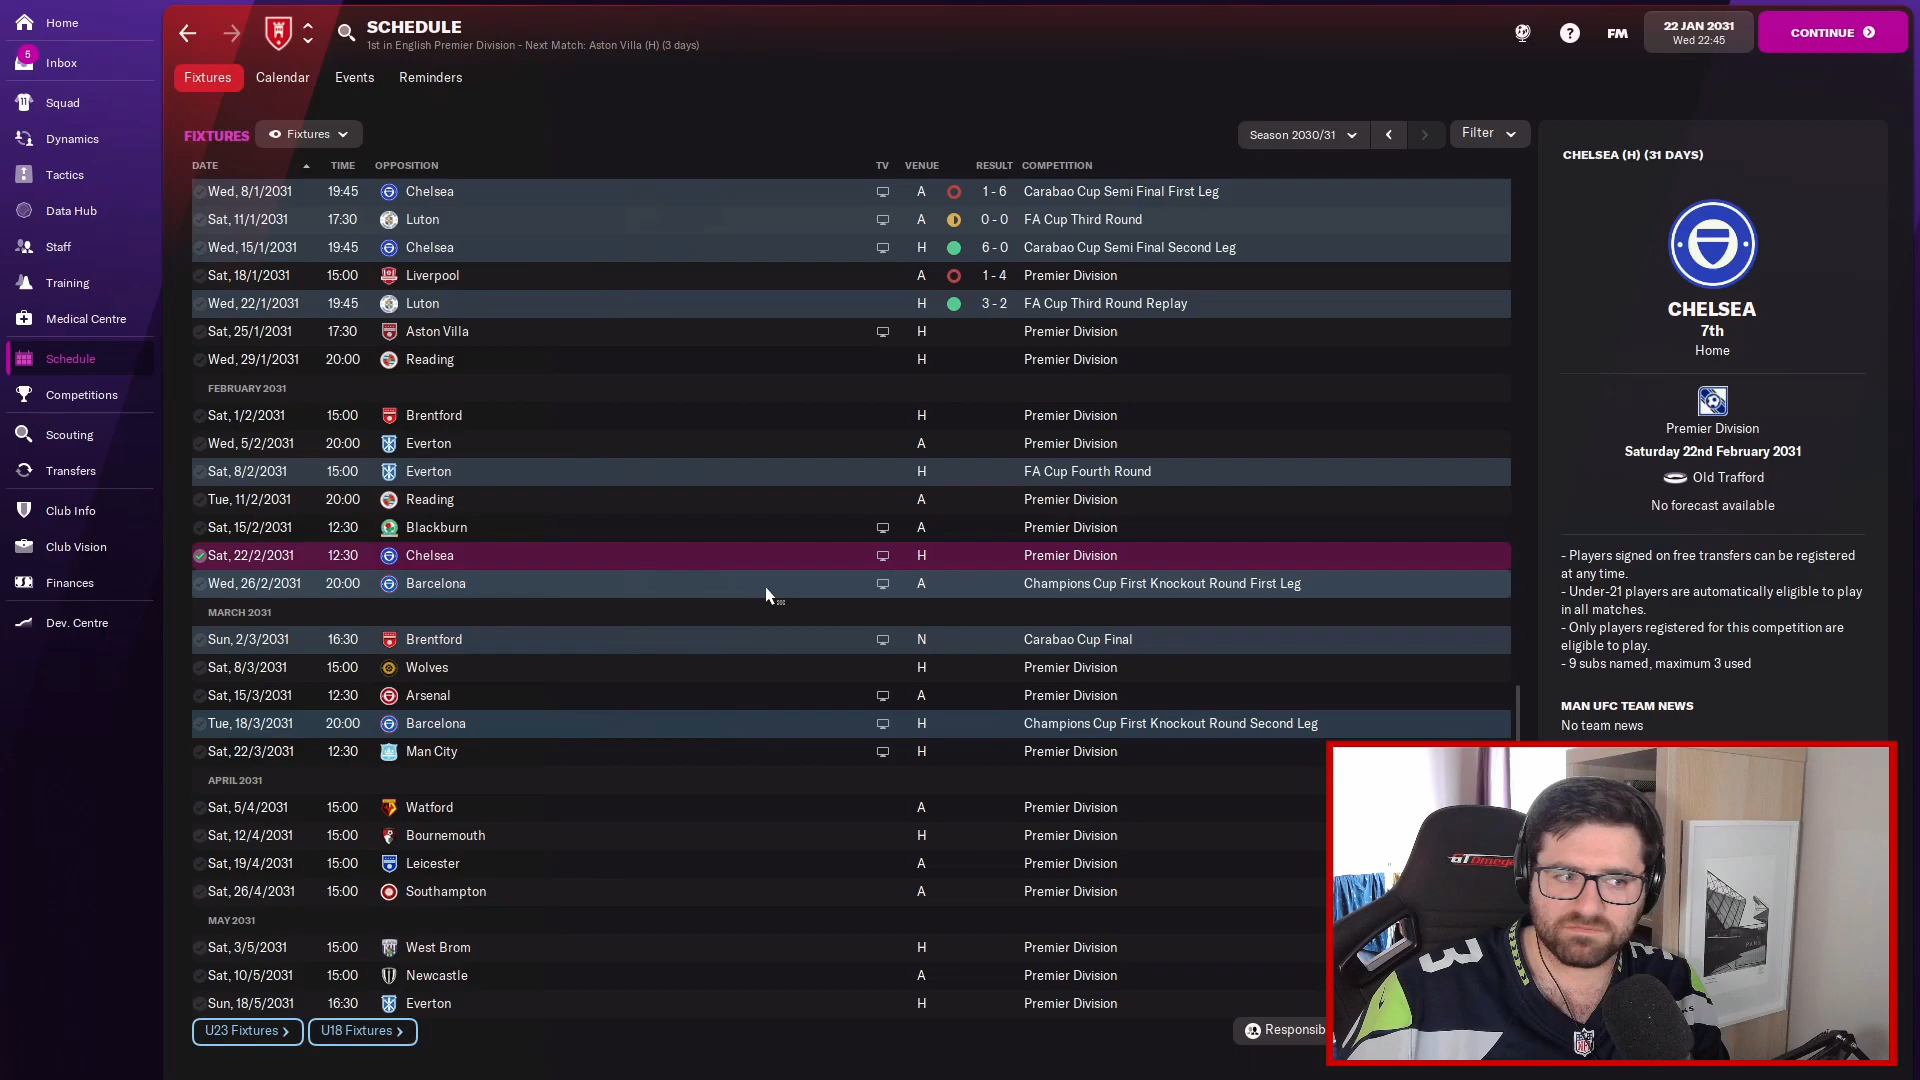 Home
5
Inbox
Squad
Dynamics
Tactics
Data Hub
Staff
Training
Medical Centre
Schedule
Competitions
Scouting
Transfers
Club Info
Club Vision
Finances
Dev. Centre
SCHEDULE
1st in English Premier Division - Next Match: Aston Villa (H) (3 days)
FM
22 JAN 2031
Wed 22:45
CONTINUE
Fixtures Calendar Events Reminders
FIXTURES Fixtures
Season 2030/31 Filter
DATE TIME OPPOSITION TV VENUE RESULT COMPETITION
Wed, 8/1/2031 19:45 Chelsea A 1 - 6 Carabao Cup Semi Final First Leg
Sat, 11/1/2031 17:30 Luton A 0 - 0 FA Cup Third Round
Wed, 15/1/2031 19:45 Chelsea H 6 - 0 Carabao Cup Semi Final Second Leg
Sat, 18/1/2031 15:00 Liverpool A 1 - 4 Premier Division
Wed, 22/1/2031 19:45 Luton H 3 - 2 FA Cup Third Round Replay
Sat, 25/1/2031 17:30 Aston Villa H Premier Division
Wed, 29/1/2031 20:00 Reading H Premier Division
FEBRUARY 2031
Sat, 1/2/2031 15:00 Brentford H Premier Division
Wed, 5/2/2031 20:00 Everton A Premier Division
Sat, 8/2/2031 15:00 Everton H FA Cup Fourth Round
Tue, 11/2/2031 20:00 Reading A Premier Division
Sat, 15/2/2031 12:30 Blackburn A Premier Division
Sat, 22/2/2031 12:30 Chelsea H Premier Division
Wed, 26/2/2031 20:00 Barcelona A Champions Cup First Knockout Round First Leg
MARCH 2031
Sun, 2/3/2031 16:30 Brentford N Carabao Cup Final
Sat, 8/3/2031 15:00 Wolves H Premier Division
Sat, 15/3/2031 12:30 Arsenal A Premier Division
Tue, 18/3/2031 20:00 Barcelona H Champions Cup First Knockout Round Second Leg
Sat, 22/3/2031 12:30 Man City H Premier Division
APRIL 2031
Sat, 5/4/2031 15:00 Watford A Premier Division
Sat, 12/4/2031 15:00 Bournemouth H Premier Division
Sat, 19/4/2031 15:00 Leicester A Premier Division
Sat, 26/4/2031 15:00 Southampton A Premier Division
MAY 2031
Sat, 3/5/2031 15:00 West Brom H Premier Division
Sat, 10/5/2031 15:00 Newcastle A Premier Division
Sun, 18/5/2031 16:30 Everton H Premier Division
U23 Fixtures U18 Fixtures Responsib
CHELSEA (H) (31 DAYS)
CHELSEA
7th
Home
Premier Division
Saturday 22nd February 2031
Old Trafford
No forecast available
- Players signed on free transfers can be registered
at any time.
- Under-21 players are automatically eligible to play
in all matches.
- Only players registered for this competition are
eligible to play.
- 9 subs named, maximum 3 used
MAN UFC TEAM NEWS
No team news
GTOmega
3
NFL